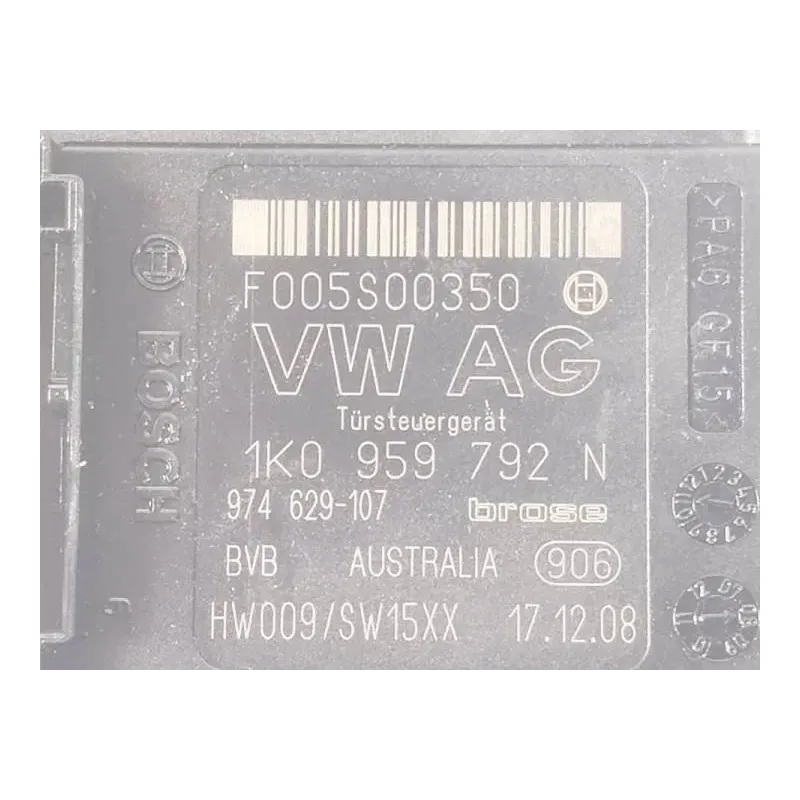 F005S00350
VW AG
Türsteuergerät
1K0 959 792 N
974 629-107 brose
BVB AUSTRALIA 906
HW009/SW15XX 17.12.08
BOSCH
>PA6 GF15<